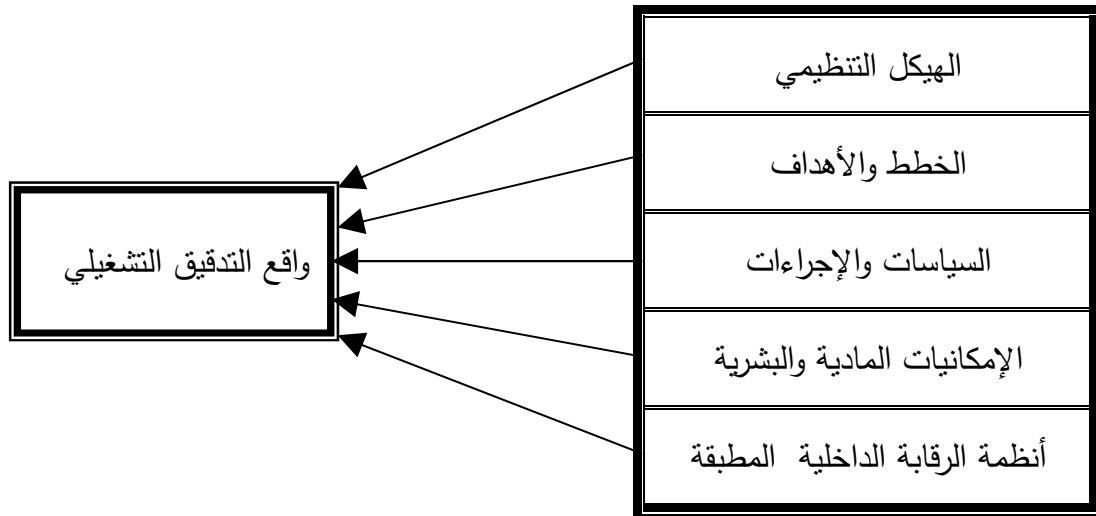 الهيكل التنظيمي
الخطط والأهداف
السياسات والإجراءات
الإمكانيات المادية والبشرية
أنظمة الرقابة الداخلية المطبقة
واقع التدقيق التشغيلي